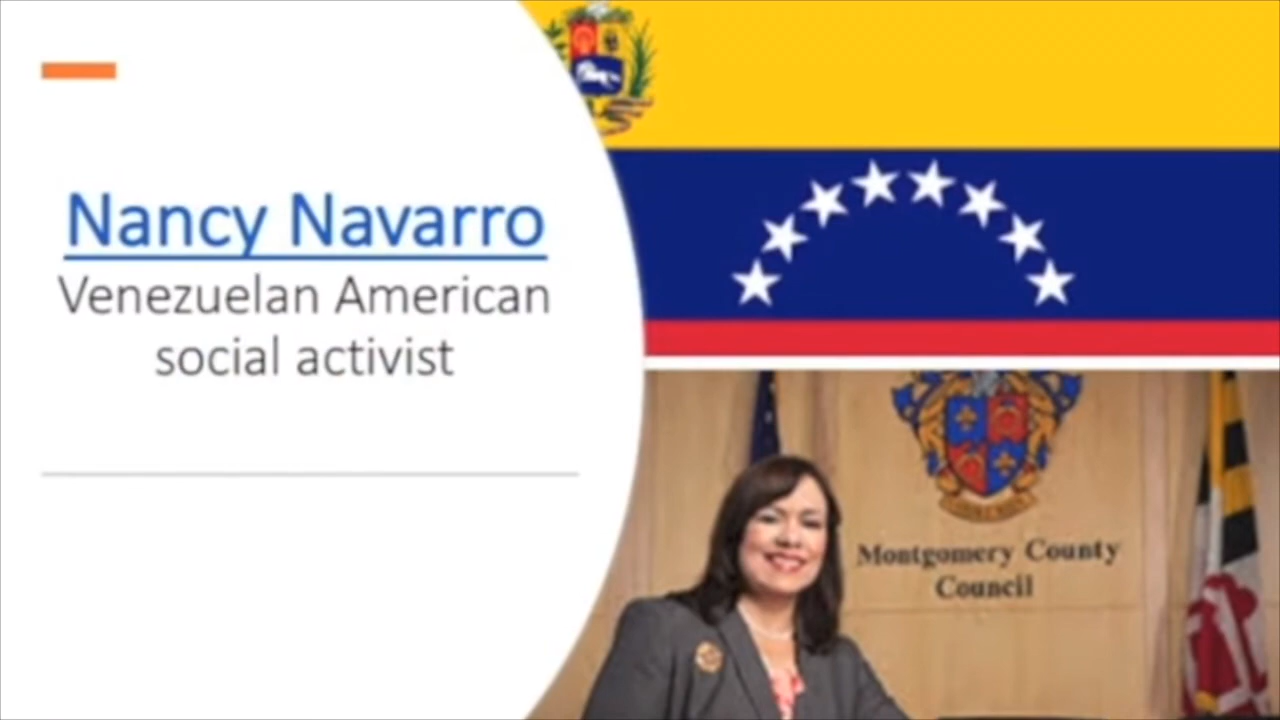 Nancy Navarro
Venezuelan American
social activist
Montgomery County
Council